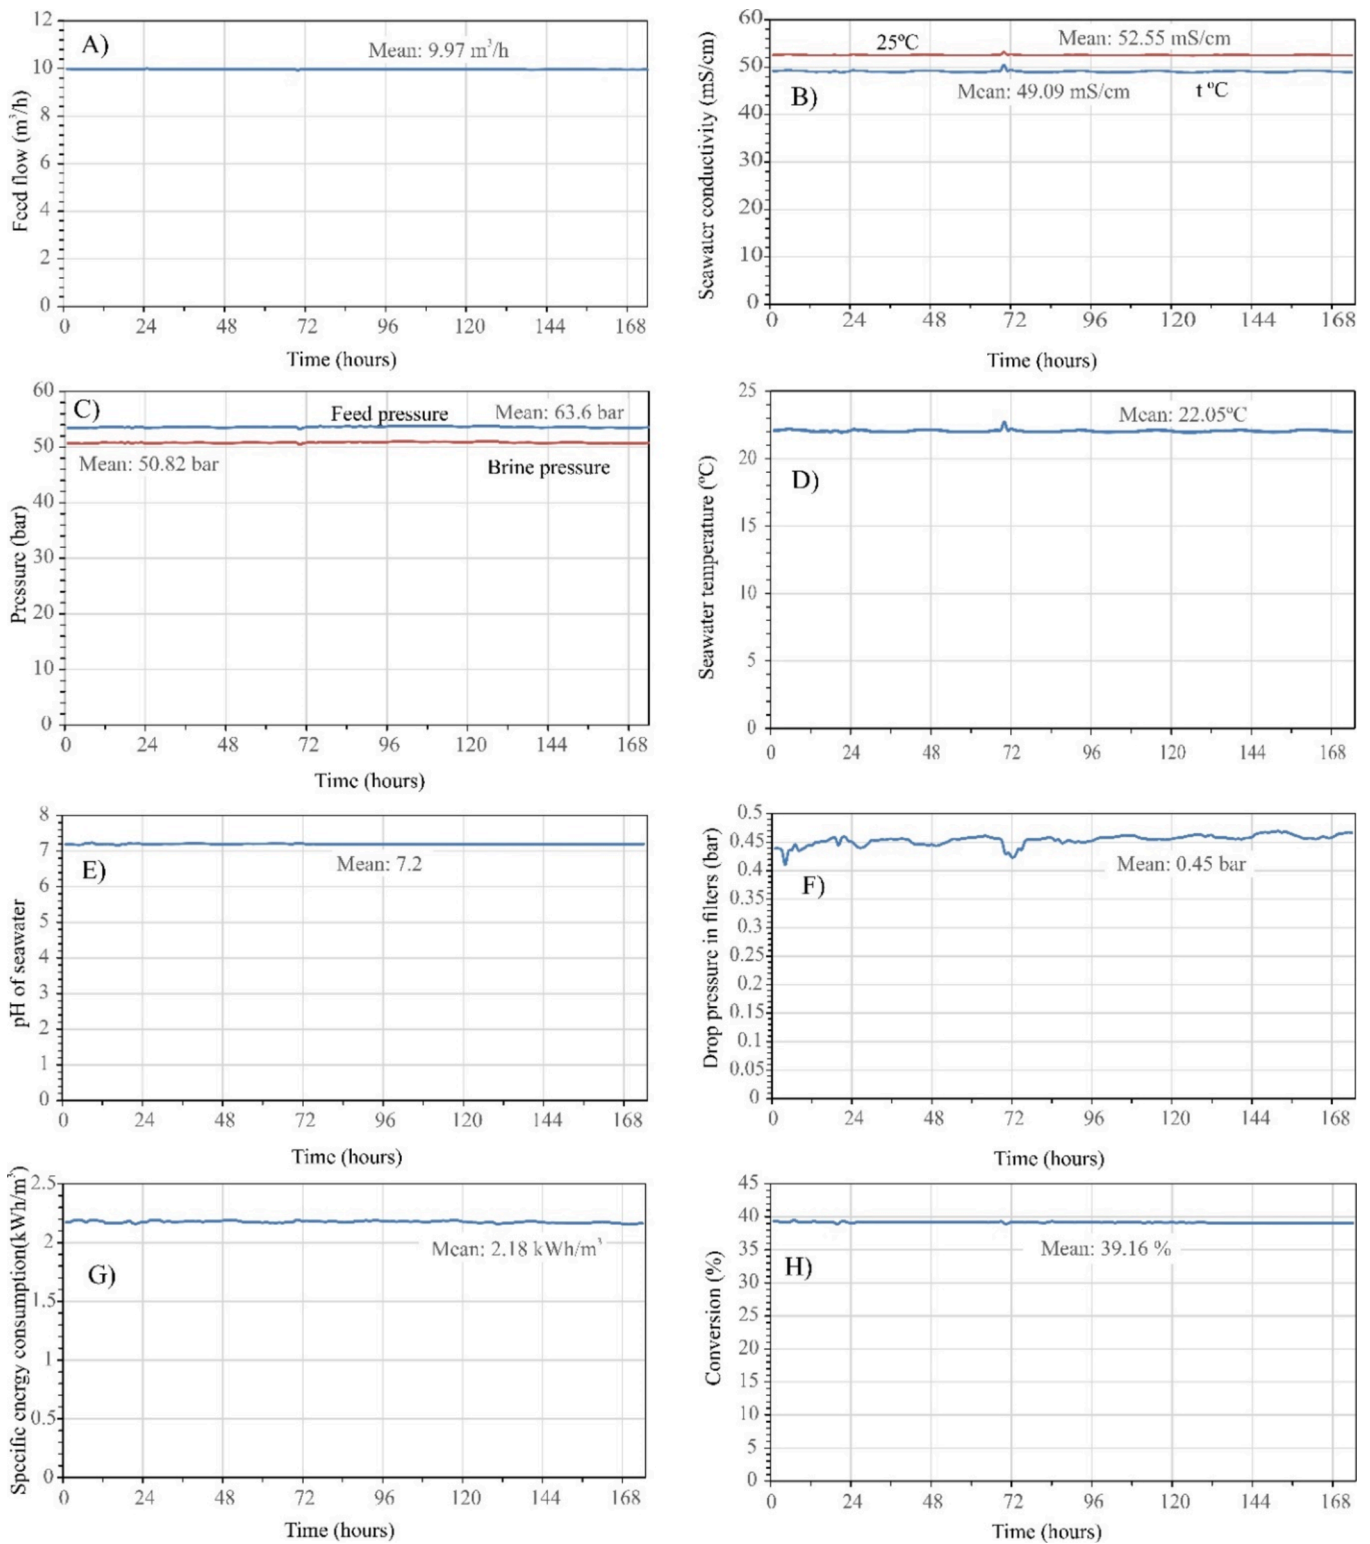 12
10
8
6
4
2
0
A)
Mean: 9.97 m³/h
Feed flow (m³/h)
0 24 48 72 96 120 144 168
Time (hours)
60
50
40
30
20
10
0
25ºC
Mean: 52.55 mS/cm
Mean: 49.09 mS/cm
t ºC
B)
Seawater conductivity (mS/cm)
0 24 48 72 96 120 144 168
Time (hours)
60
50
40
30
20
10
0
C)
Feed pressure
Mean: 63.6 bar
Mean: 50.82 bar
Brine pressure
Pressure (bar)
0 24 48 72 96 120 144 168
Time (hours)
25
20
15
10
5
0
Mean: 22.05ºC
D)
Seawater temperature (ºC)
0 24 48 72 96 120 144 168
Time (hours)
8
7
6
5
4
3
2
1
0
E)
Mean: 7.2
pH of seawater
0 24 48 72 96 120 144 168
Time (hours)
0.5
0.45
0.4
0.35
0.3
0.25
0.2
0.15
0.1
0.05
0
Mean: 0.45 bar
F)
Drop pressure in filters (bar)
0 24 48 72 96 120 144 168
Time (hours)
2.5
2
1.5
1
0.5
0
Mean: 2.18 kWh/m³
G)
Specific energy consumption(kWh/m³)
0 24 48 72 96 120 144 168
Time (hours)
45
40
35
30
25
20
15
10
5
0
Mean: 39.16 %
H)
Conversion (%)
0 24 48 72 96 120 144 168
Time (hours)